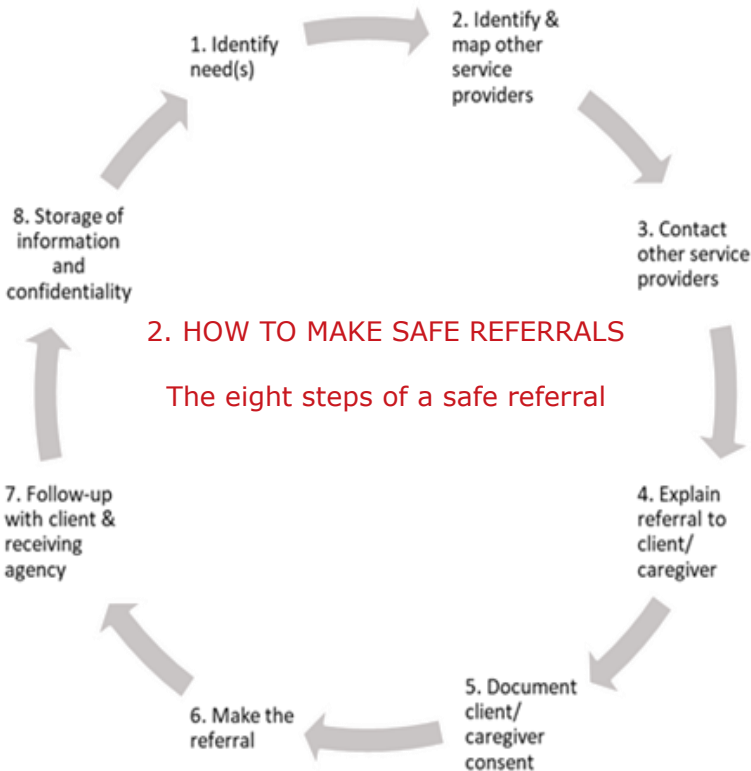 1. Identify
need(s)
2. Identify &
map other
service
providers
3. Contact
other service
providers
4. Explain
referral to
client/
caregiver
5. Document
client/
caregiver
consent
6. Make the
referral
7. Follow-up
with client &
receiving
agency
8. Storage of
information
and
confidentiality
2. HOW TO MAKE SAFE REFERRALS
The eight steps of a safe referral